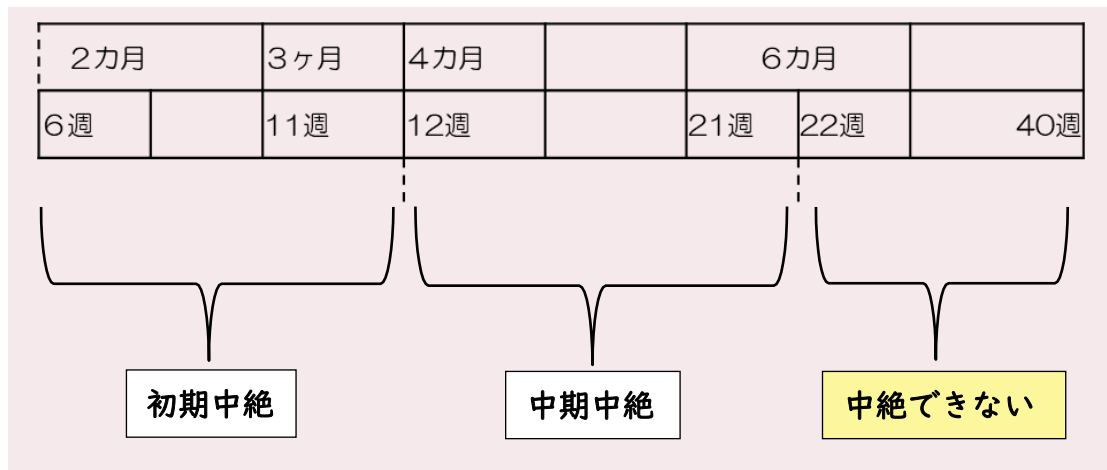 2カ月 3ヶ月 4カ月 6カ月
6週 11週 12週 21週 22週 40週
初期中絶 中期中絶 中絶できない